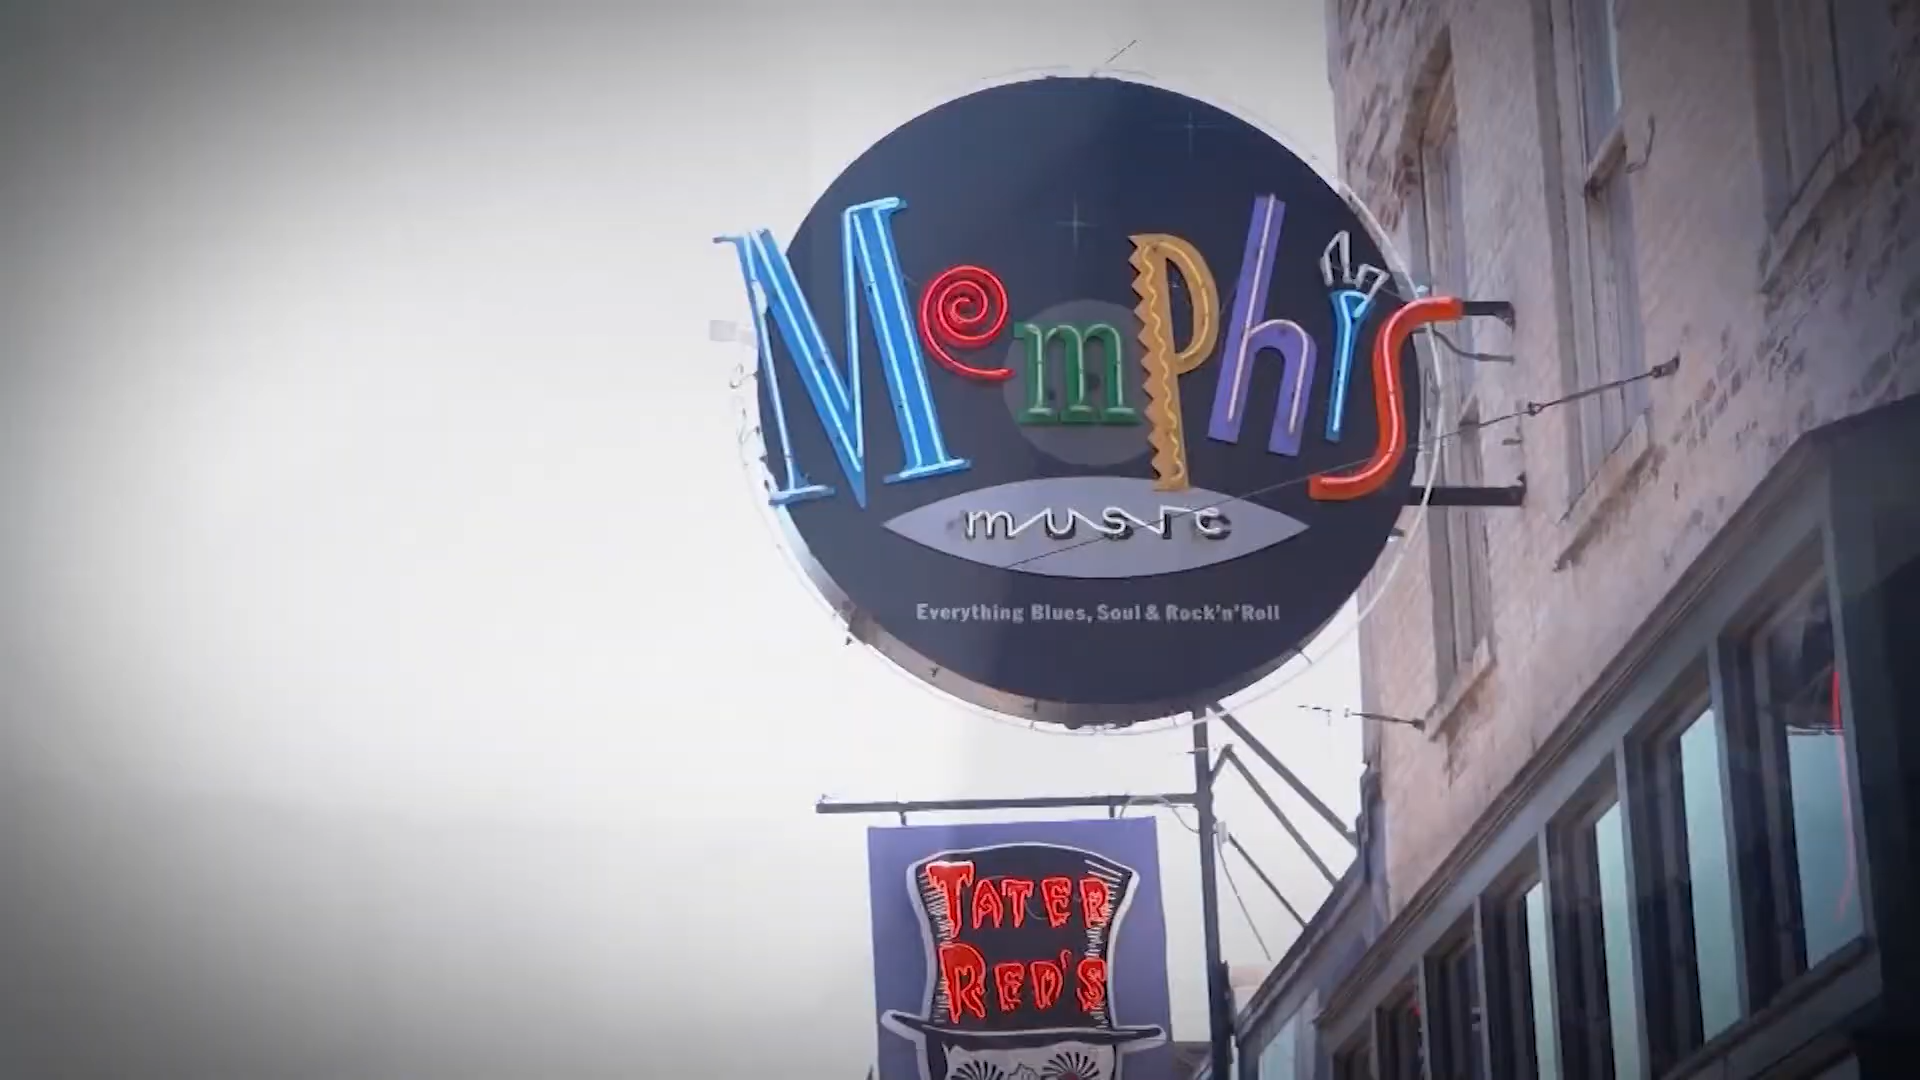 Memphis
music
Everything Blues, Soul & Rock'n'Roll
TATER
RED'S